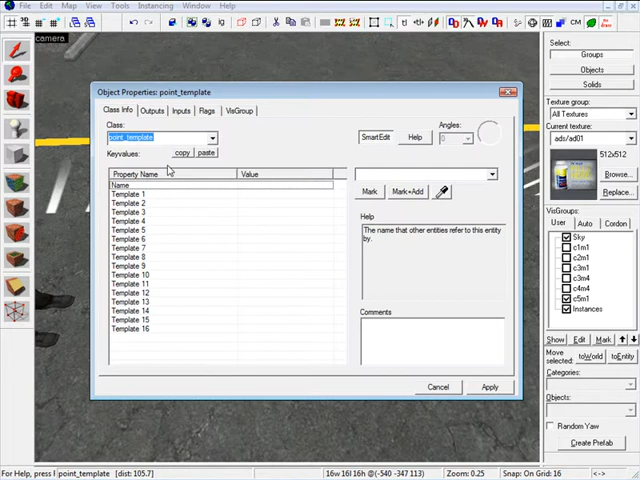 File Edit Map View Tools Instancing Window Help
camera
Object Properties: point_template
Class Info Outputs Inputs Flags VisGroup
Class:
point_template
SmartEdit
Help
Angles:
0
Keyvalues:
copy
paste
Property Name Value
Name
Template 1
Template 2
Template 3
Template 4
Template 5
Template 6
Template 7
Template 8
Template 9
Template 10
Template 11
Template 12
Template 13
Template 14
Template 15
Template 16
Mark
Mark+Add
Help
The name that other entities refer to this entity
by.
Comments
Cancel
Apply
Select:
Groups
Objects
Solids
Texture group:
All Textures
Current texture:
ads/ad01
512x512
Browse...
Replace...
VisGroups:
User Auto Cordon
Sky
c1m1
c2m1
c3m1
c3m4
c4m4
c5m1
Instances
Show Edit Mark
Move
selected:
toWorld
toEntity
Categories:
Objects:
Random Yaw
Create Prefab
For Help, press
point_template [dist: 105.7]
16w 16l 16h @(-540 -347 113)
Zoom: 0.25
Snap: On Grid: 16
<->